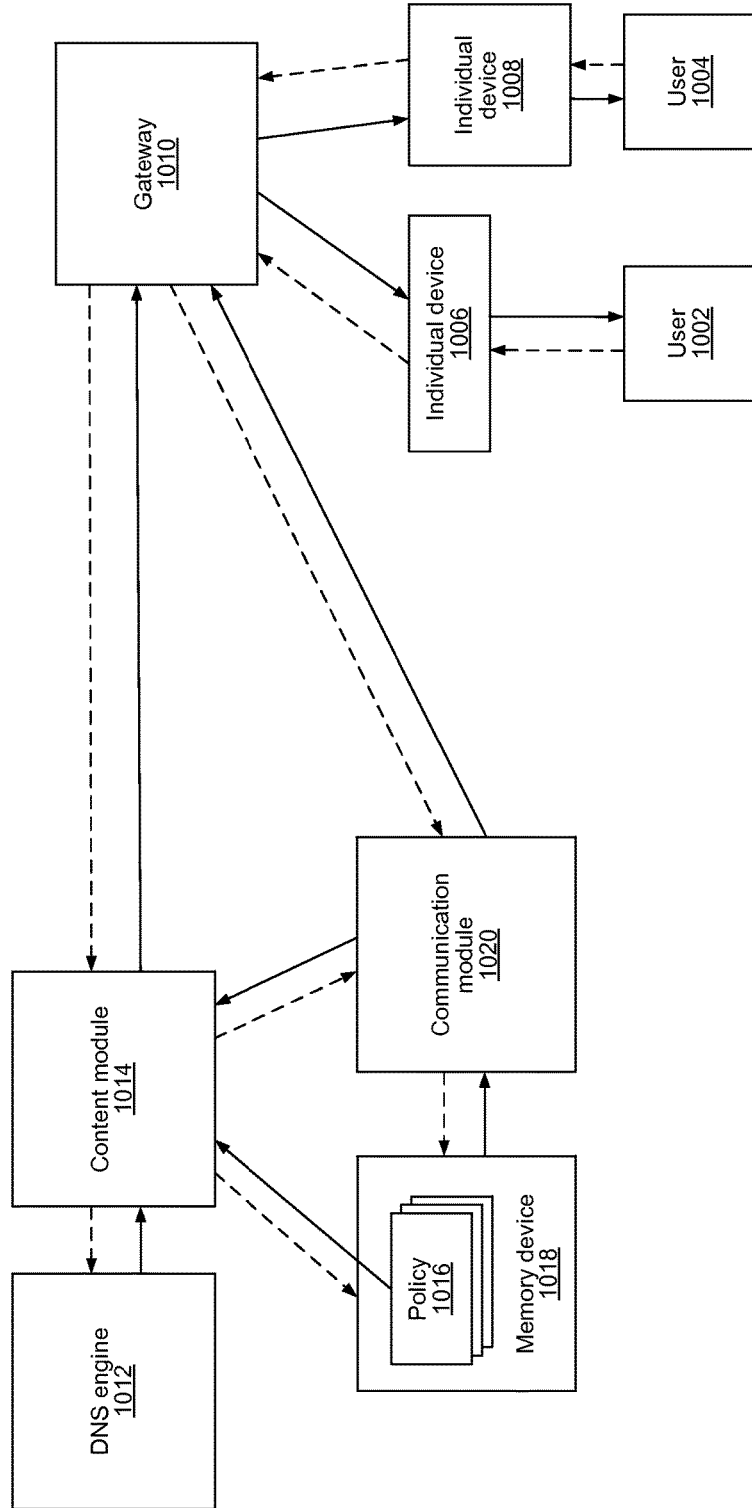 DNS engine
1012
Content module
1014
Gateway
1010
Policy
1016
Memory device
1018
Communication
module
1020
Individual device
1006
Individual
device
1008
User
1002
User
1004